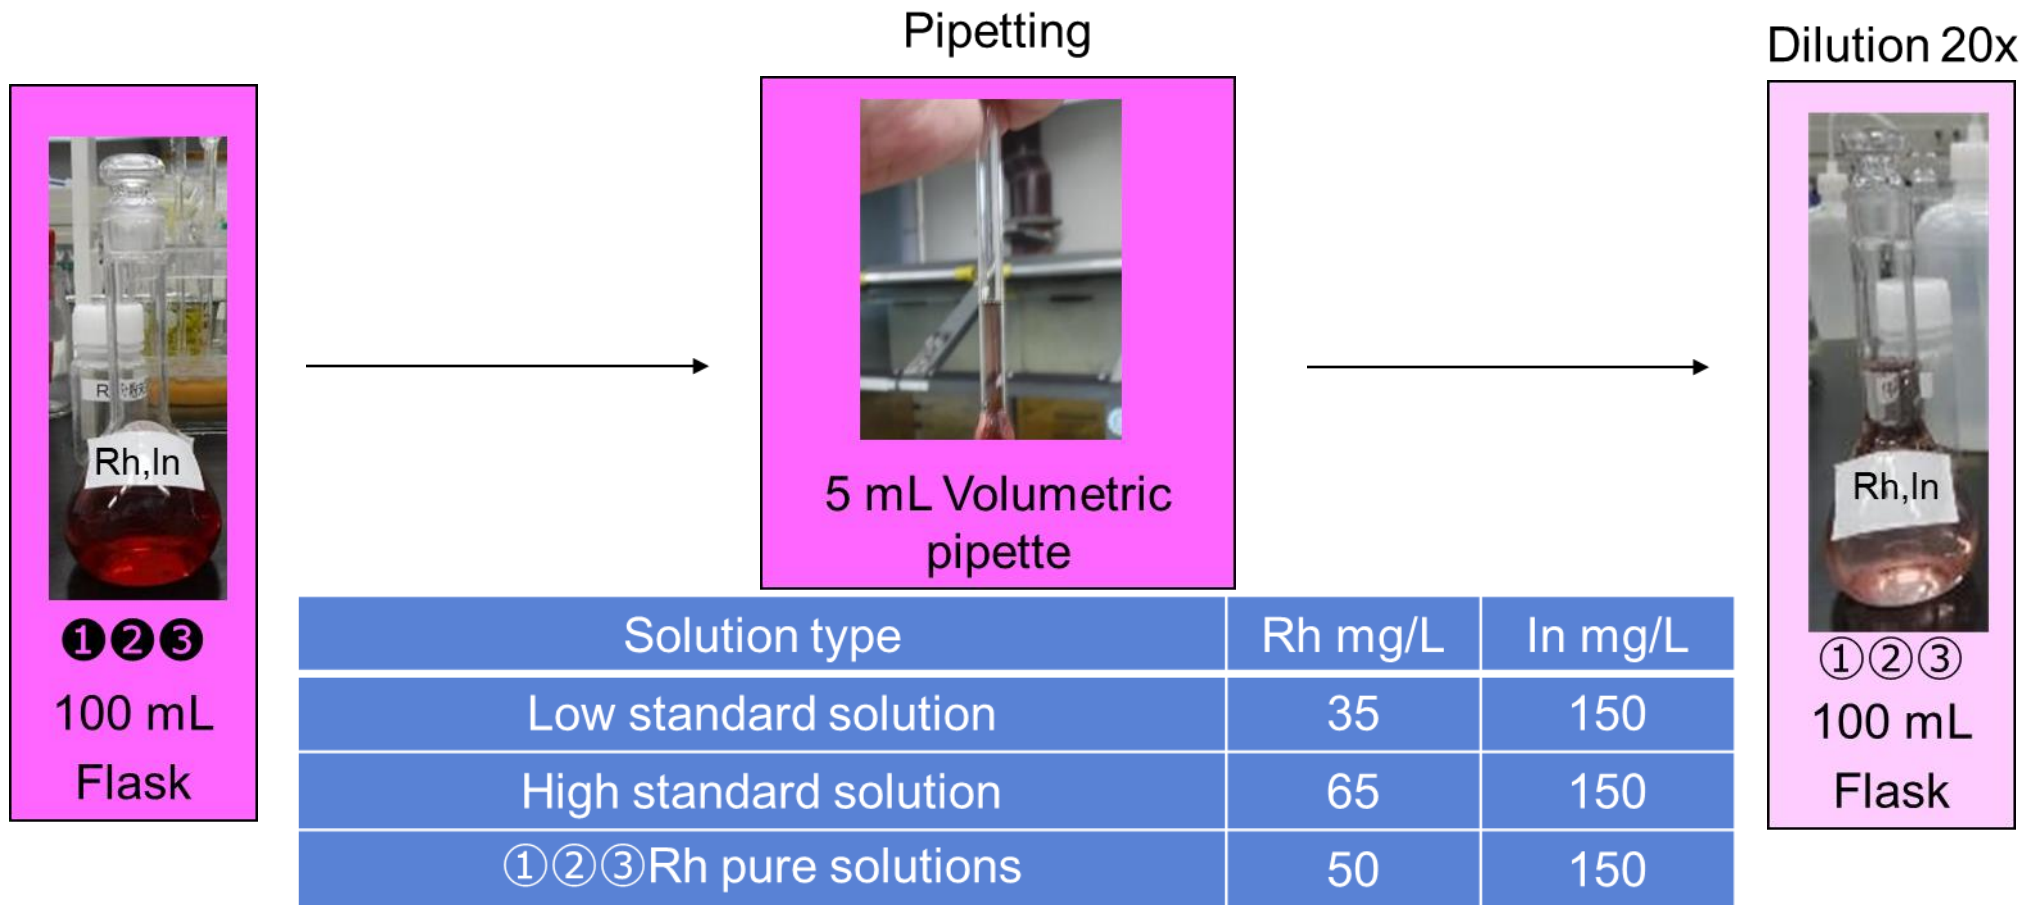 Pipetting
Dilution 20x
Rh,In
❶❷❸
100 mL
Flask
5 mL Volumetric
pipette
Rh,In
①②③
100 mL
Flask
Solution type Rh mg/L In mg/L
Low standard solution 35 150
High standard solution 65 150
①②③Rh pure solutions 50 150